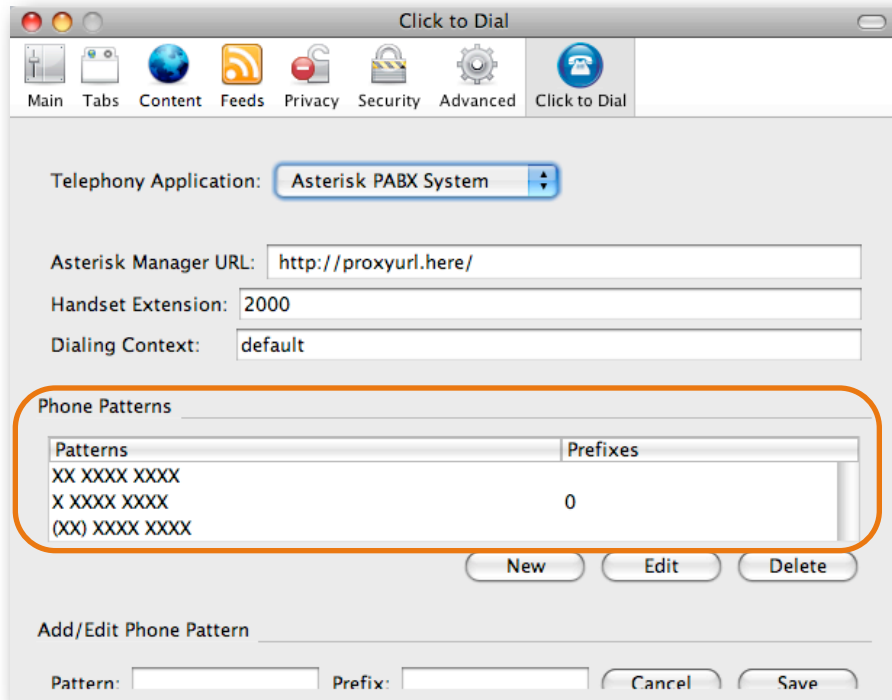 Click to Dial
Main Tabs Content Feeds Privacy Security Advanced Click to Dial
Telephony Application: Asterisk PABX System
Asterisk Manager URL: http://proxyurl.here/
Handset Extension: 2000
Dialing Context: default
Phone Patterns
Patterns Prefixes
XX XXXX XXXX
X XXXX XXXX 0
(XX) XXXX XXXX
New Edit Delete
Add/Edit Phone Pattern
Pattern: Prefix: Cancel Save